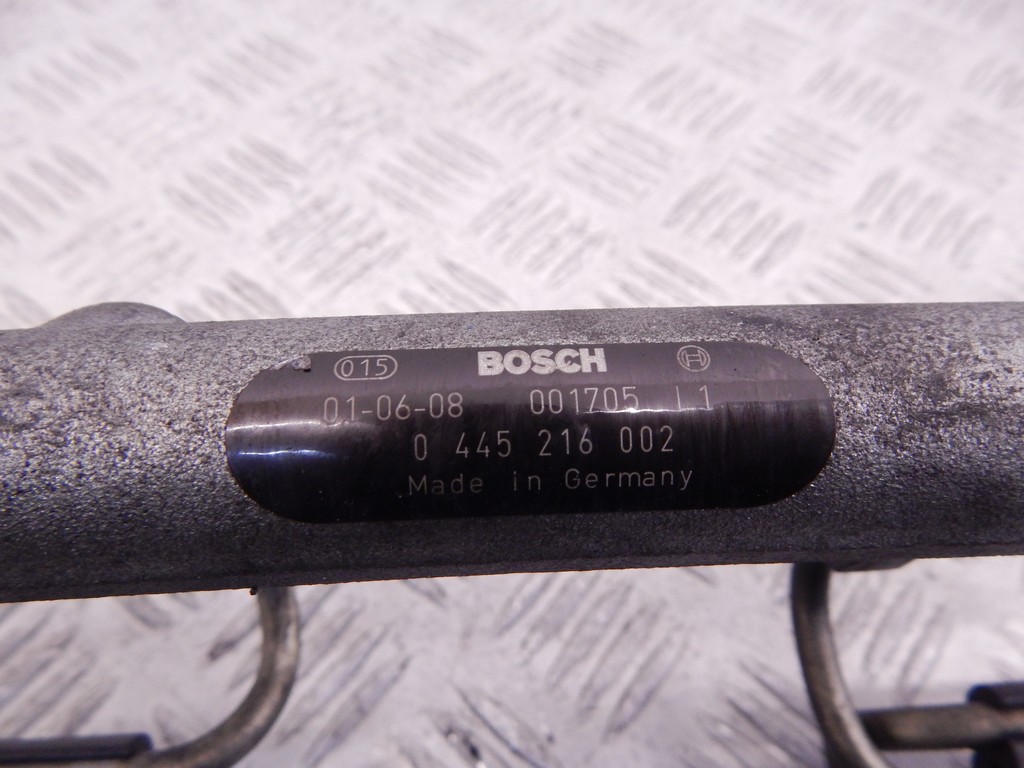 015 BOSCH
01-06-08 001705 L1
0 445 216 002
Made in Germany